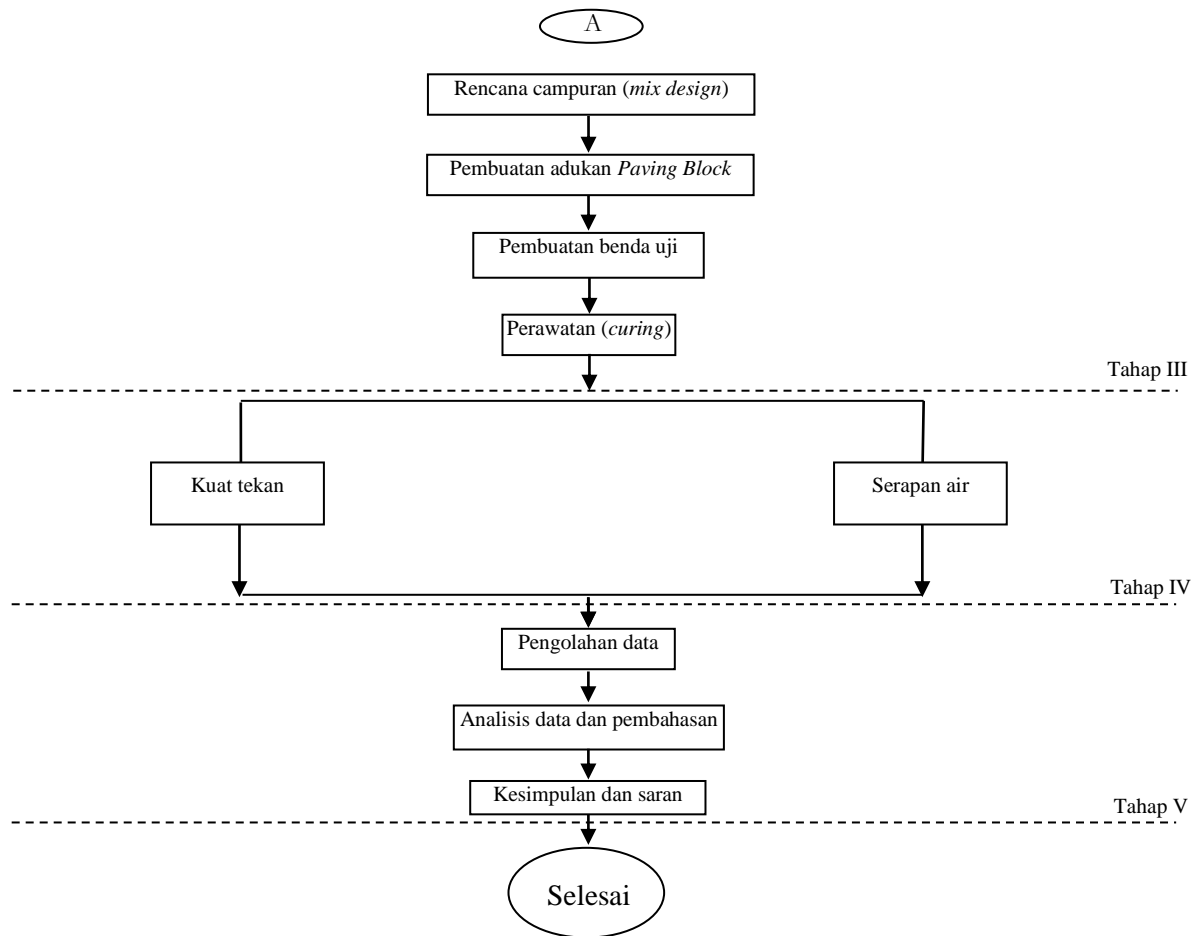 A
Rencana campuran (mix design)
Pembuatan adukan Paving Block
Pembuatan benda uji
Perawatan (curing)
Tahap III
Kuat tekan
Serapan air
Tahap IV
Pengolahan data
Analisis data dan pembahasan
Kesimpulan dan saran
Tahap V
Selesai